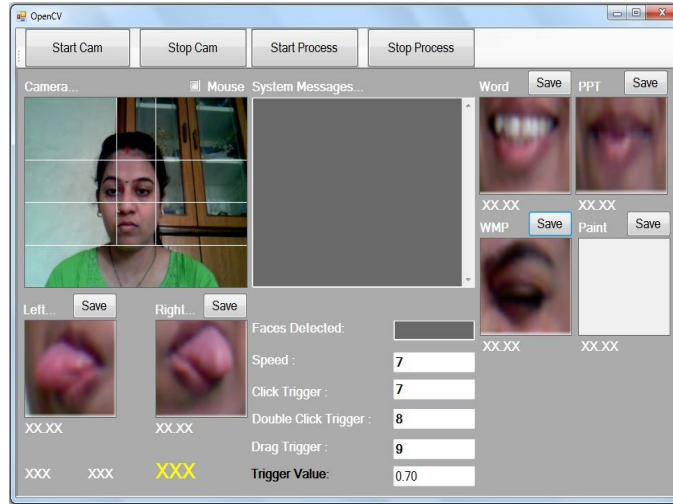 OpenCV
Start Cam Stop Cam Start Process Stop Process
Camera... Mouse System Messages... Word Save PPT Save
XX.XX XX.XX
WMP Save Paint Save
Left... Save Right... Save
Faces Detected:
XX.XX XX.XX
Speed : 7
Click Trigger : 7
XX.XX XX.XX
Double Click Trigger : 8
Drag Trigger : 9
XXX XXX XXX
Trigger Value: 0.70